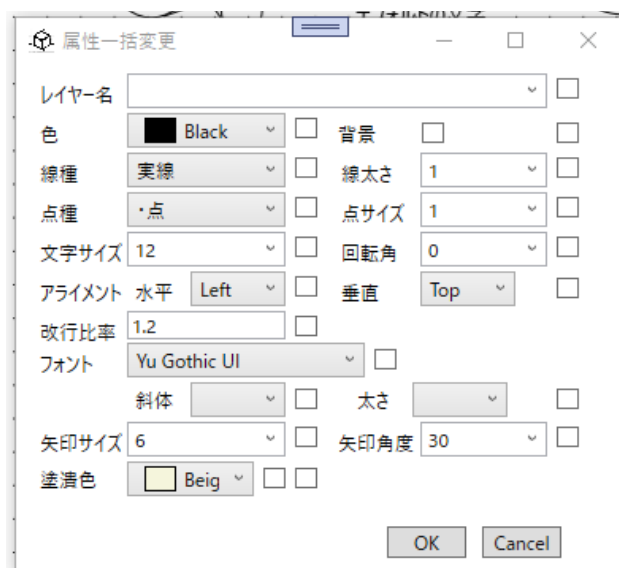 属性一括変更
レイヤー名
色 Black 背景
線種 実線 線太さ 1
点種 ・点 点サイズ 1
文字サイズ 12 回転角 0
アライメント 水平 Left 垂直 Top
改行比率 1.2
フォント Yu Gothic UI
斜体 太さ
矢印サイズ 6 矢印角度 30
塗潰色 Beig
OK Cancel